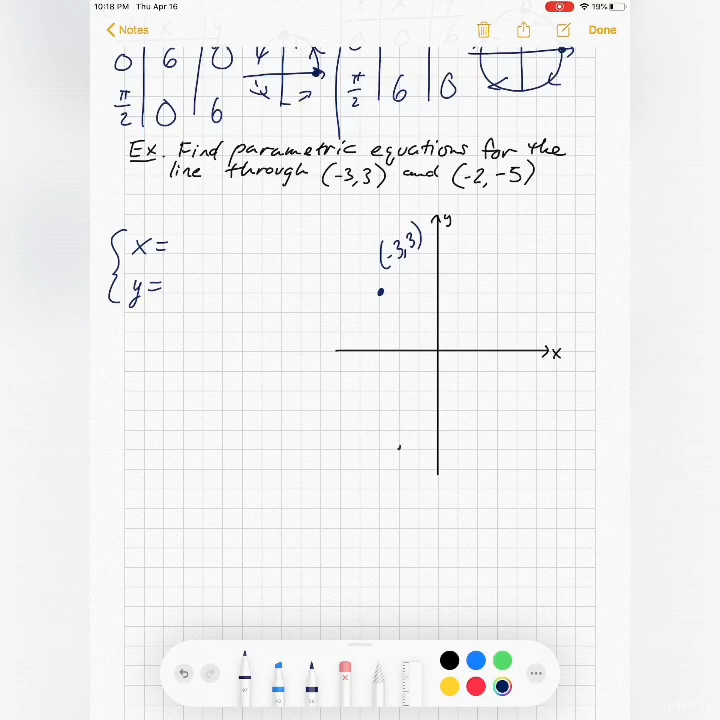 10:18 PM Thu Apr 16
19%
Notes
Done
0 | 6 | 0
π/2 | 0 | 6
π/2 | 6 | 0
Ex. Find parametric equations for the
line through (-3,3) and (-2,-5)
y
(-3,3)
x=
y=
x